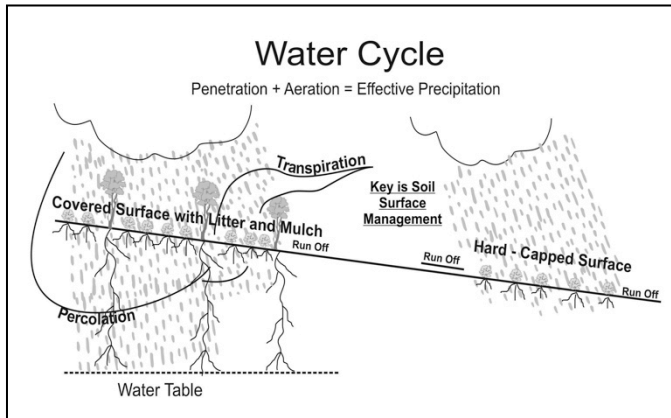 Water Cycle
Penetration + Aeration = Effective Precipitation
Transpiration
Key is Soil
Surface
Management
Covered Surface with Litter and Mulch
Run Off
Run Off
Hard - Capped Surface
Run Off
Percolation
Water Table